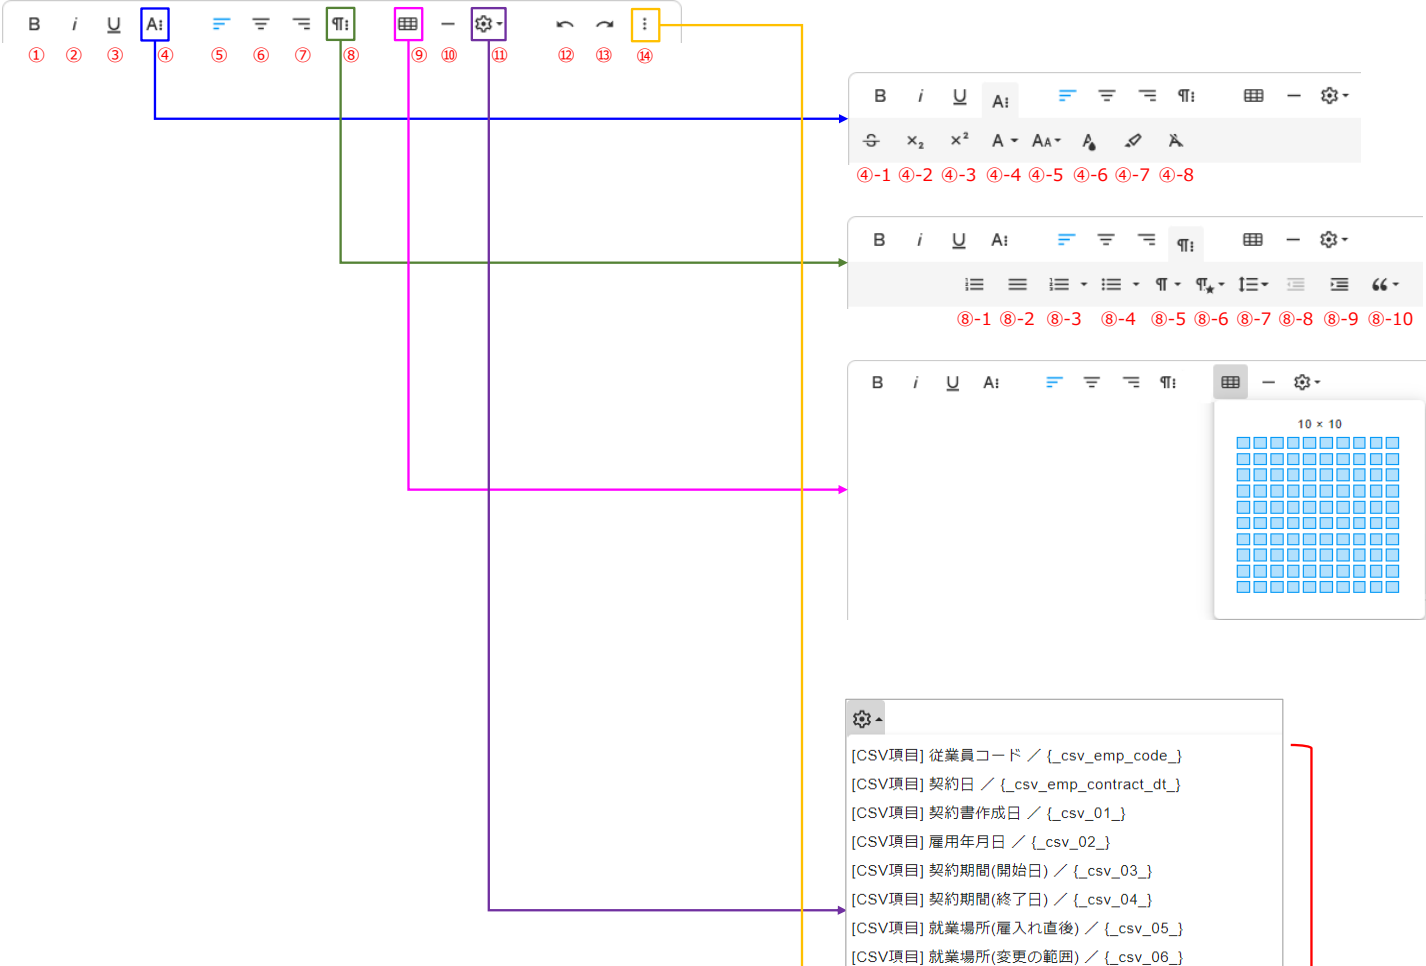 B i U A⁝ ¶⁝
① ② ③ ④ ⑤ ⑥ ⑦ ⑧ ⑨ ⑩ ⑪ ⑫ ⑬ ⑭
B i U A⁝ ¶⁝
S ×₂ ×² A AA A A
④-1 ④-2 ④-3 ④-4 ④-5 ④-6 ④-7 ④-8
B i U A⁝ ¶⁝
¶ ¶ “
⑧-1 ⑧-2 ⑧-3 ⑧-4 ⑧-5 ⑧-6 ⑧-7 ⑧-8 ⑧-9 ⑧-10
B i U A⁝ ¶⁝
10 × 10
[CSV項目] 従業員コード ／ {_csv_emp_code_}
[CSV項目] 契約日 ／ {_csv_emp_contract_dt_}
[CSV項目] 契約書作成日 ／ {_csv_01_}
[CSV項目] 雇用年月日 ／ {_csv_02_}
[CSV項目] 契約期間(開始日) ／ {_csv_03_}
[CSV項目] 契約期間(終了日) ／ {_csv_04_}
[CSV項目] 就業場所(雇入れ直後) ／ {_csv_05_}
[CSV項目] 就業場所(変更の範囲) ／ {_csv_06_}